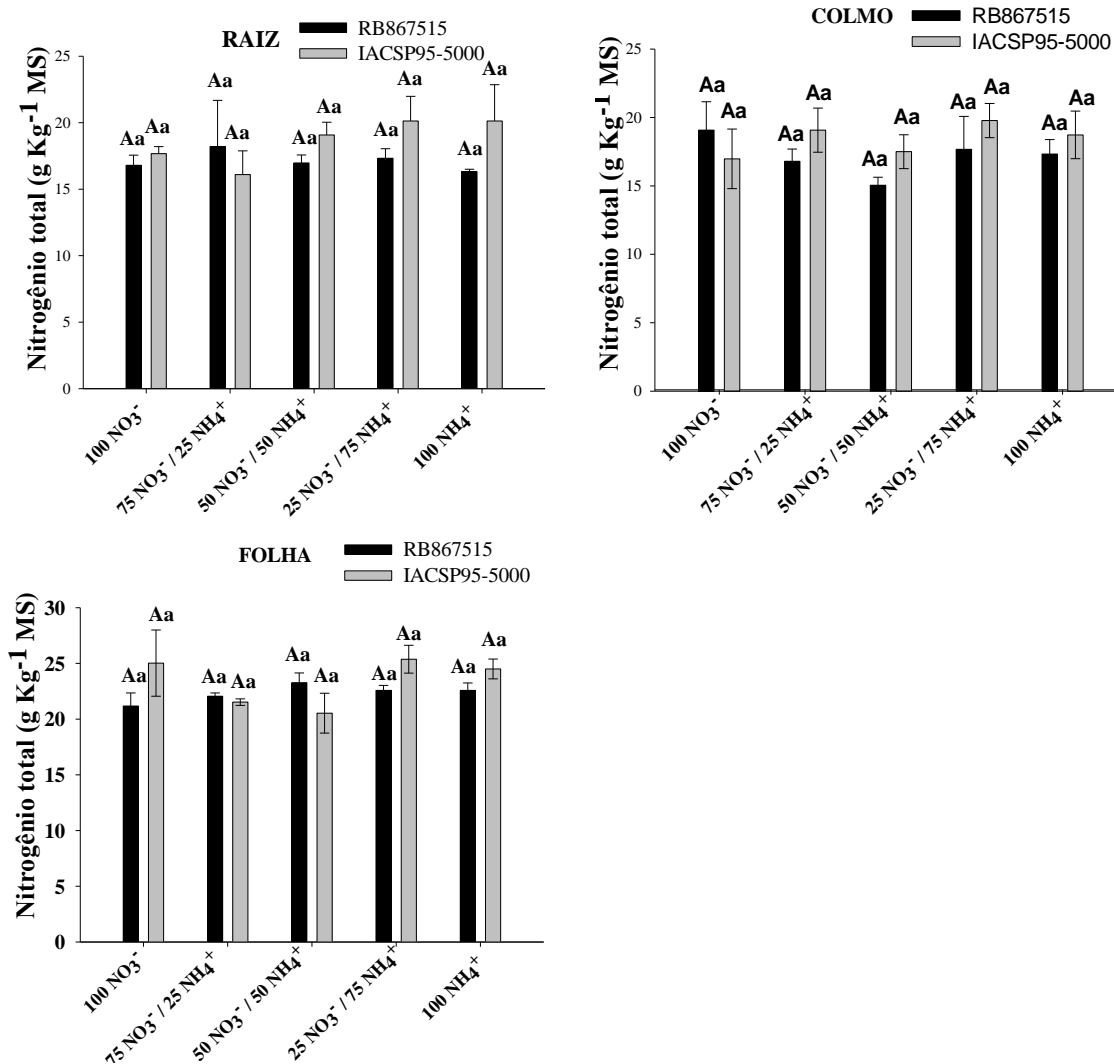 RAIZ
RB867515
IACSP95-5000
Nitrogênio total (g Kg-1 MS)
25
20
15
10
5
0
Aa Aa Aa Aa Aa Aa Aa Aa Aa Aa
100 NO3-
75 NO3- / 25 NH4+
50 NO3- / 50 NH4+
25 NO3- / 75 NH4+
100 NH4+
COLMO
RB867515
IACSP95-5000
Nitrogênio total (g Kg-1 MS)
25
20
15
10
5
0
Aa Aa Aa Aa Aa Aa Aa Aa Aa Aa
100 NO3-
75 NO3- / 25 NH4+
50 NO3- / 50 NH4+
25 NO3- / 75 NH4+
100 NH4+
FOLHA
RB867515
IACSP95-5000
Nitrogênio total (g Kg-1 MS)
30
25
20
15
10
5
0
Aa Aa Aa Aa Aa Aa Aa Aa Aa Aa
100 NO3-
75 NO3- / 25 NH4+
50 NO3- / 50 NH4+
25 NO3- / 75 NH4+
100 NH4+